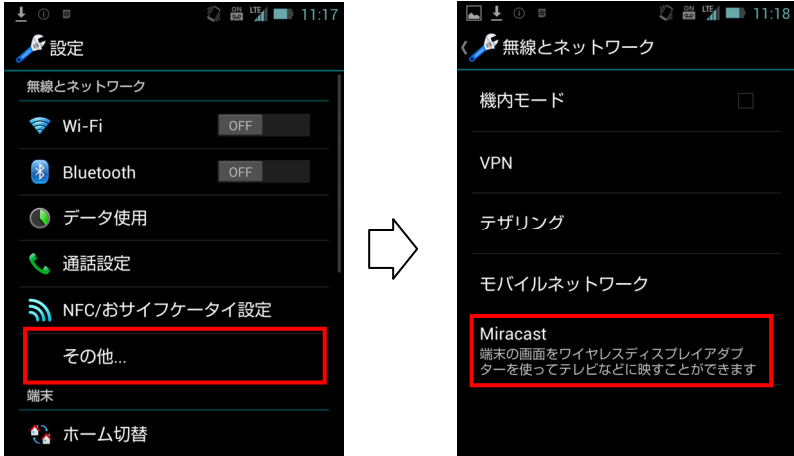 ON
LTE
11:17
設定
無線とネットワーク
Wi-Fi
OFF
Bluetooth
OFF
データ使用
通話設定
NFC/おサイフケータイ設定
その他...
端末
ホーム切替
ON
LTE
11:18
無線とネットワーク
機内モード
VPN
テザリング
モバイルネットワーク
Miracast
端末の画面をワイヤレスディスプレイアダプ
ターを使ってテレビなどに映すことができます